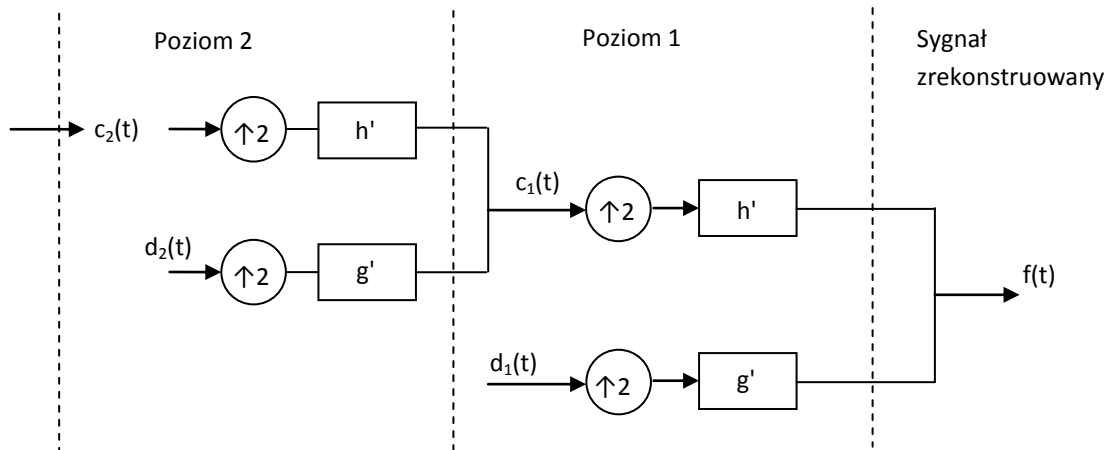 Poziom 2
Poziom 1
Sygnał
zrekonstruowany
c₂(t)
↑2
h'
c₁(t)
↑2
h'
d₂(t)
↑2
g'
f(t)
d₁(t)
↑2
g'